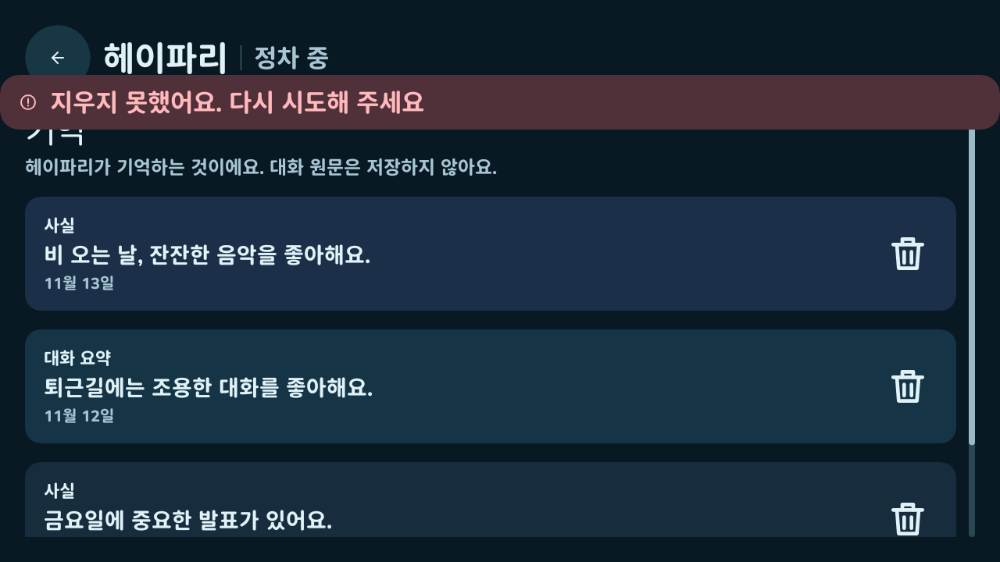 헤이파리
정차 중
지우지 못했어요. 다시 시도해 주세요
기억
헤이파리가 기억하는 것이에요. 대화 원문은 저장하지 않아요.
사실
비 오는 날, 잔잔한 음악을 좋아해요.
11월 13일
대화 요약
퇴근길에는 조용한 대화를 좋아해요.
11월 12일
사실
금요일에 중요한 발표가 있어요.